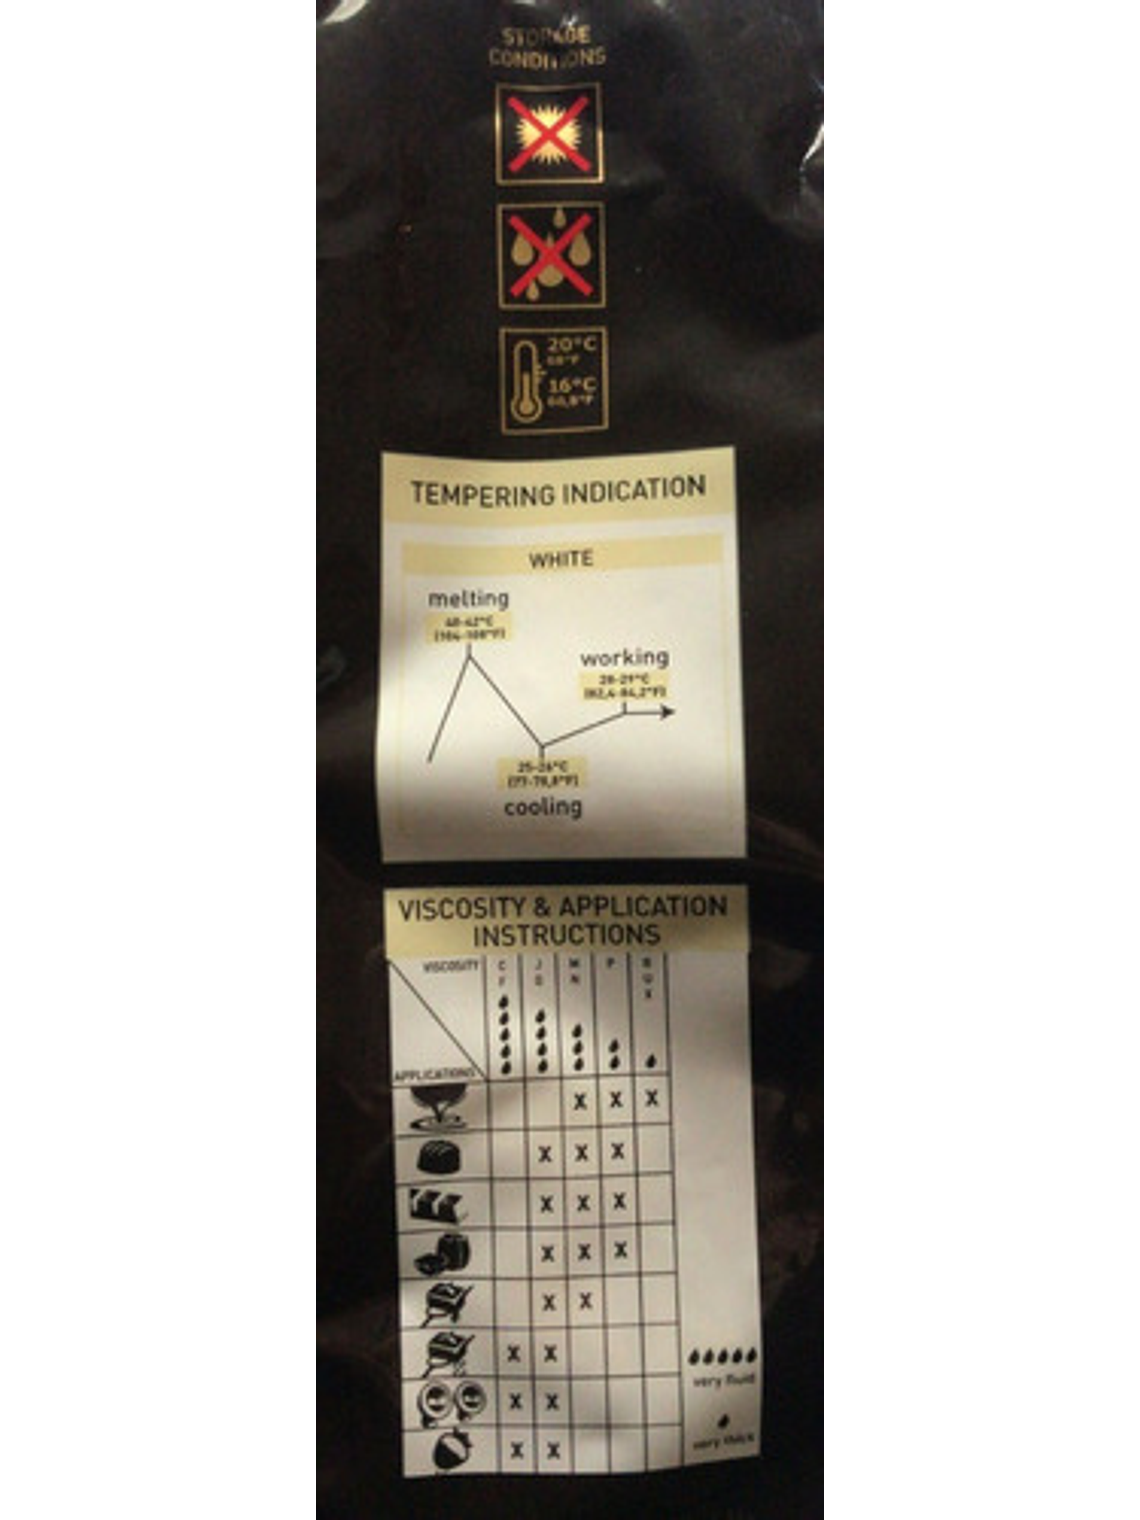 STORAGE
CONDITIONS
20°C
68°F
16°C
60,8°F
TEMPERING INDICATION
WHITE
melting
40-42°C
(104-108°F)
working
28-29°C
(82,4-84,2°F)
25-26°C
(77-78,8°F)
cooling
VISCOSITY & APPLICATION
INSTRUCTIONS
VISCOSITY C J M P
F N
APPLICATIONS
X X X
X X X
X X X
X X X
X X
X X
very fluid
X X
very thick
X X